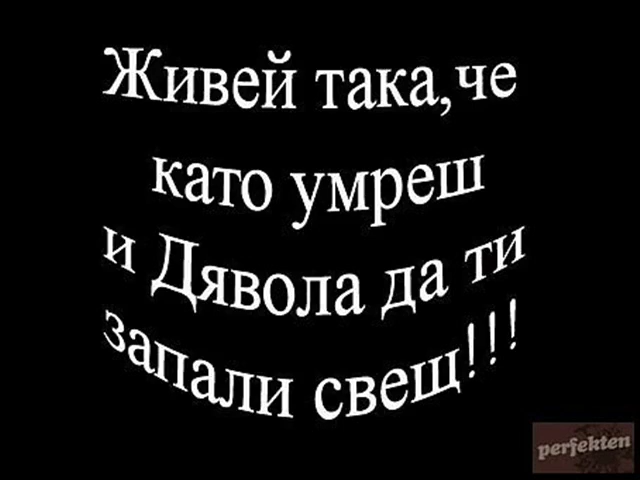 Живей така,че
като умреш
и Дявола да ти
запали свещ!!!
perfekten